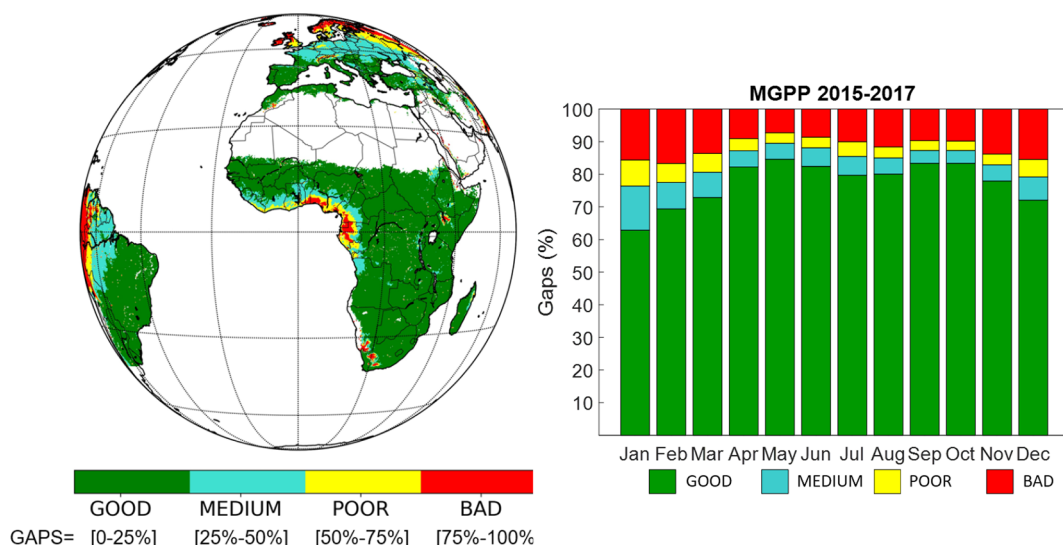 MGPP 2015-2017
Gaps (%)
100
90
80
70
60
50
40
30
20
10
Jan Feb Mar Apr May Jun Jul Aug Sep Oct Nov Dec
GOOD MEDIUM POOR BAD
GOOD MEDIUM POOR BAD
GAPS= [0-25%] [25%-50%] [50%-75%] [75%-100%